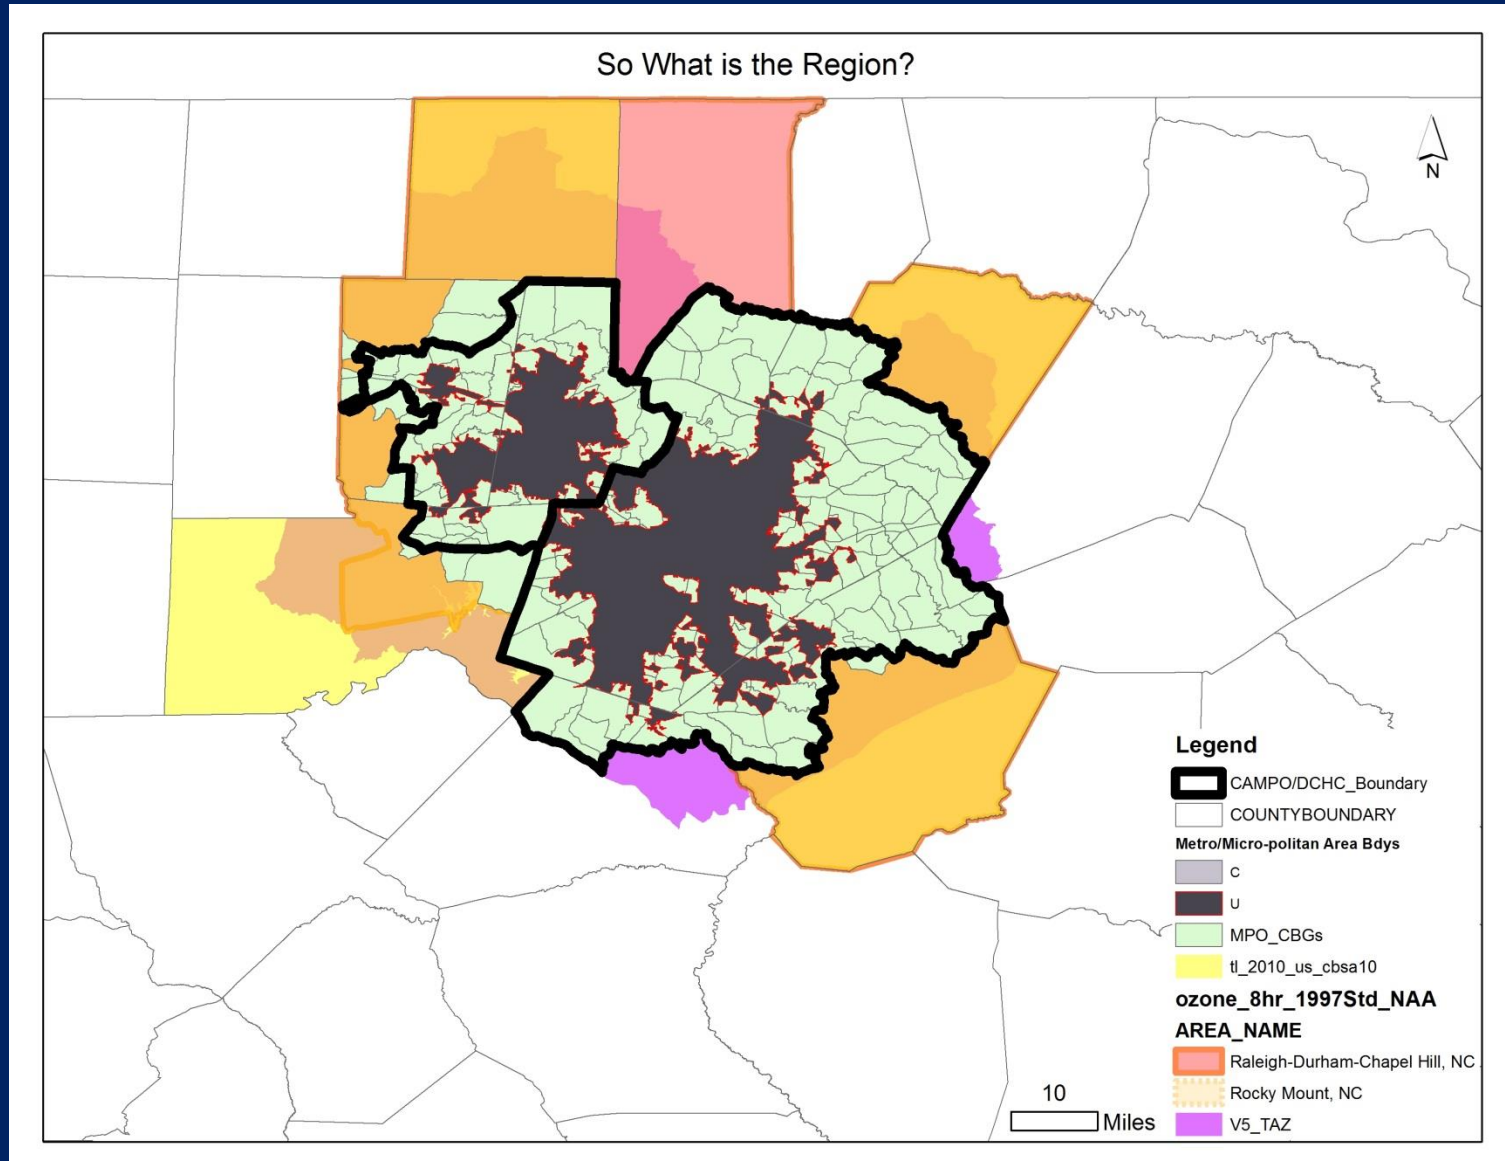 So What is the Region?
N
Legend
CAMPO/DCHC_Boundary
COUNTYBOUNDARY
Metro/Micro-politan Area Bdys
C
U
MPO_CBGs
tl_2010_us_cbsa10
ozone_8hr_1997Std_NAA
AREA_NAME
Raleigh-Durham-Chapel Hill, NC
Rocky Mount, NC
V5_TAZ
10
Miles